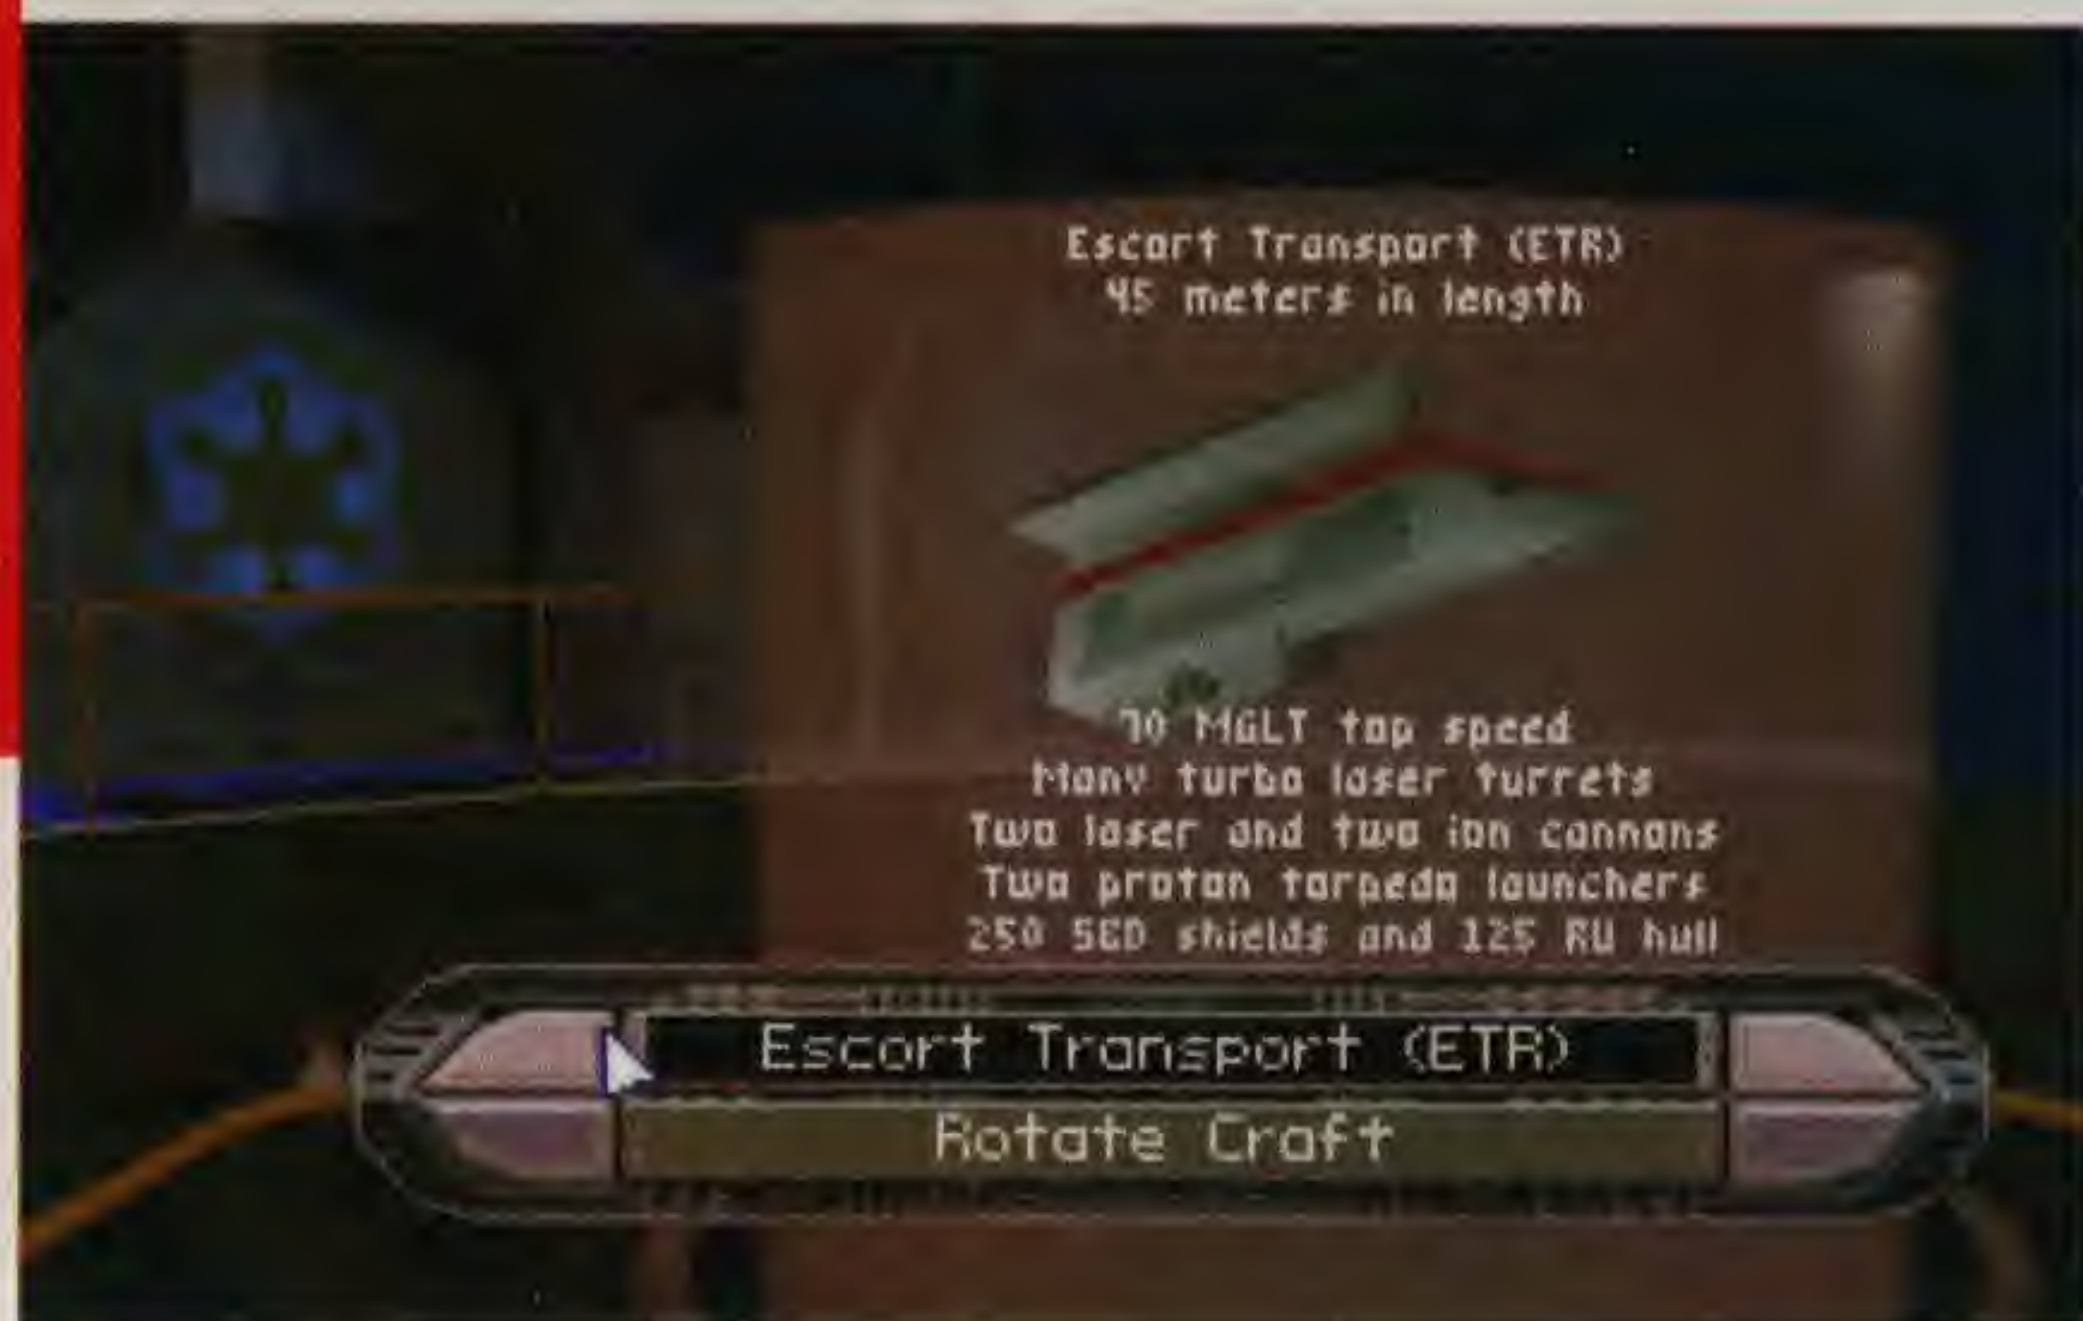 Escort Transport (ETR)
45 meters in length
70 MGLT top speed
Many turbo laser turrets
Two laser and two ion cannons
Two proton torpedo launchers
250 SBD shields and 125 RU hull
Escort Transport (ETR)
Rotate Craft